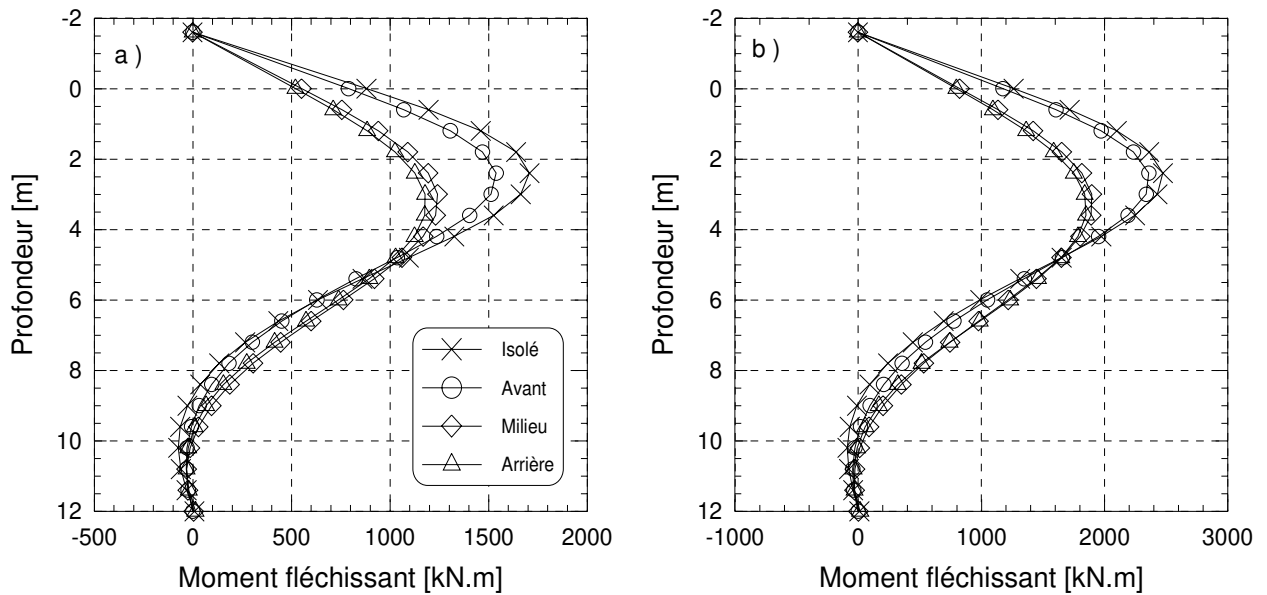 a )
-2
0
2
4
6
8
10
12
Profondeur [m]
-500 0 500 1000 1500 2000
Moment fléchissant [kN.m]
Isolé
Avant
Milieu
Arrière
b )
-2
0
2
4
6
8
10
12
Profondeur [m]
-1000 0 1000 2000 3000
Moment fléchissant [kN.m]